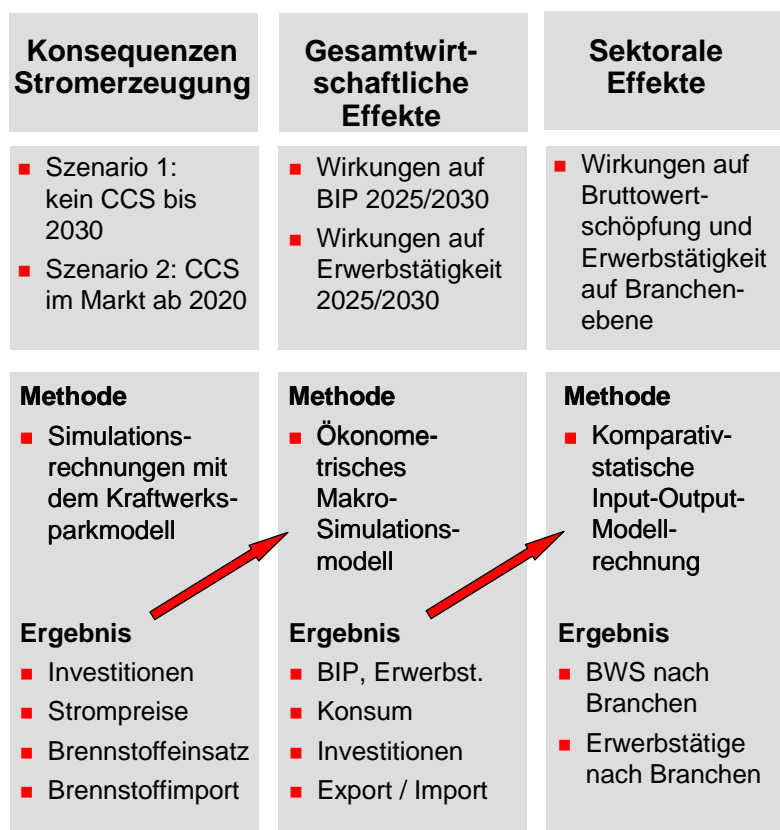 Konsequenzen
Stromerzeugung
Gesamtwirt-
schaftliche
Effekte
Sektorale
Effekte
Szenario 1:
kein CCS bis
2030
Szenario 2: CCS
im Markt ab 2020
Wirkungen auf
BIP 2025/2030
Wirkungen auf
Erwerbstätigkeit
2025/2030
Wirkungen auf
Bruttowert-
schöpfung und
Erwerbstätigkeit
auf Branchen-
ebene
Methode
Simulations-
rechnungen mit
dem Kraftwerks-
parkmodell
Ergebnis
Investitionen
Strompreise
Brennstoffeinsatz
Brennstoffimport
Methode
Ökonome-
trisches
Makro-
Simulations-
modell
Ergebnis
BIP, Erwerbst.
Konsum
Investitionen
Export / Import
Methode
Komparativ-
statische
Input-Output-
Modell-
rechnung
Ergebnis
BWS nach
Branchen
Erwerbstätige
nach Branchen